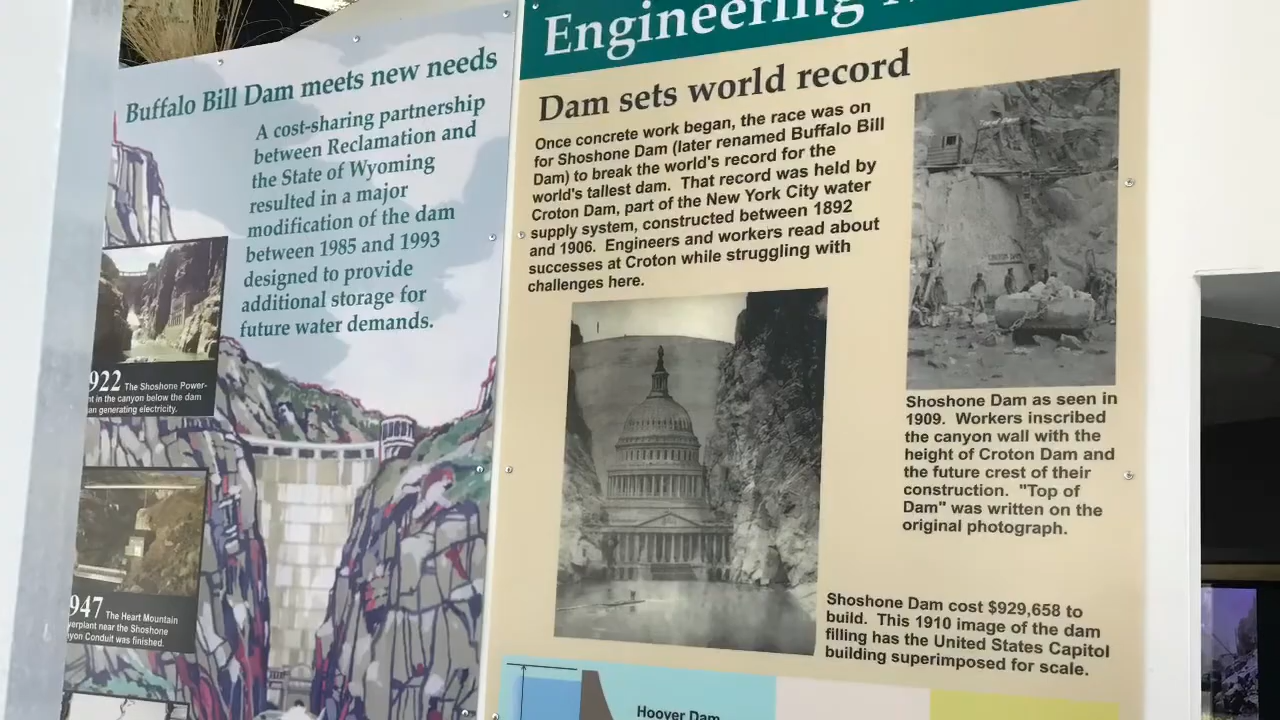 Buffalo Bill Dam meets new needs
A cost-sharing partnership
between Reclamation and
the State of Wyoming
resulted in a major
modification of the dam
between 1985 and 1993
designed to provide
additional storage for
future water demands.
922 The Shoshone Power-
in the canyon below the dam
an generating electricity.
947 The Heart Mountain
erplant near the Shoshone
yon Conduit was finished.
Engineering
Dam sets world record
Once concrete work began, the race was on
for Shoshone Dam (later renamed Buffalo Bill
Dam) to break the world's record for the
world's tallest dam. That record was held by
Croton Dam, part of the New York City water
supply system, constructed between 1892
and 1906. Engineers and workers read about
successes at Croton while struggling with
challenges here.
Shoshone Dam as seen in
1909. Workers inscribed
the canyon wall with the
height of Croton Dam and
the future crest of their
construction. "Top of
Dam" was written on the
original photograph.
Shoshone Dam cost $929,658 to
build. This 1910 image of the dam
filling has the United States Capitol
building superimposed for scale.
Hoover Dam